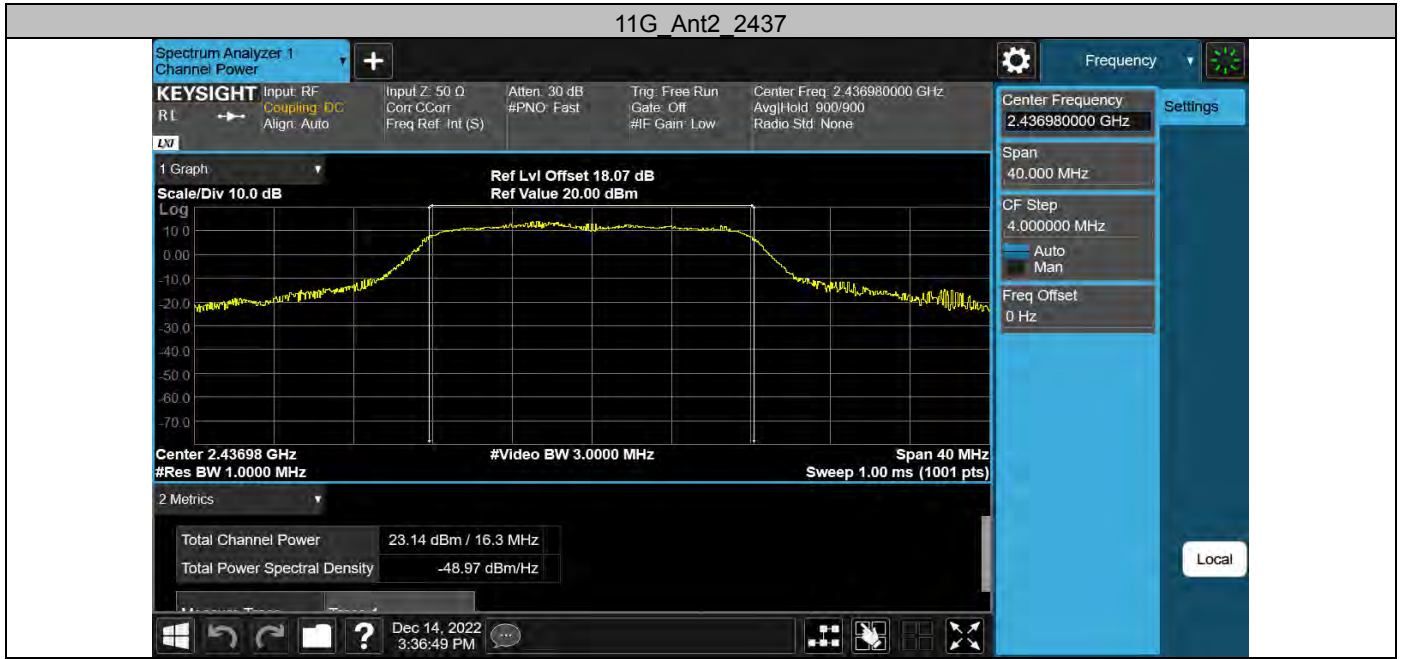 11G_Ant2_2437
Spectrum Analyzer 1
Channel Power
+
Frequency
KEYSIGHT
RL
LXI
Input: RF
Coupling: DC
Align: Auto
Input Z: 50 Ω
Corr CCorr
Freq Ref: Int (S)
Atten: 30 dB
#PNO: Fast
Trig: Free Run
Gate: Off
#IF Gain: Low
Center Freq: 2.436980000 GHz
Avg|Hold: 900/900
Radio Std: None
Center Frequency
2.436980000 GHz
Settings
Span
40.000 MHz
CF Step
4.000000 MHz
Auto
Man
Freq Offset
0 Hz
Local
1 Graph
Scale/Div 10.0 dB
Ref Lvl Offset 18.07 dB
Ref Value 20.00 dBm
Log
10.0
0.00
-10.0
-20.0
-30.0
-40.0
-50.0
-60.0
-70.0
Center 2.43698 GHz
#Res BW 1.0000 MHz
#Video BW 3.0000 MHz
Span 40 MHz
Sweep 1.00 ms (1001 pts)
2 Metrics
Total Channel Power 23.14 dBm / 16.3 MHz
Total Power Spectral Density -48.97 dBm/Hz
?
Dec 14, 2022
3:36:49 PM